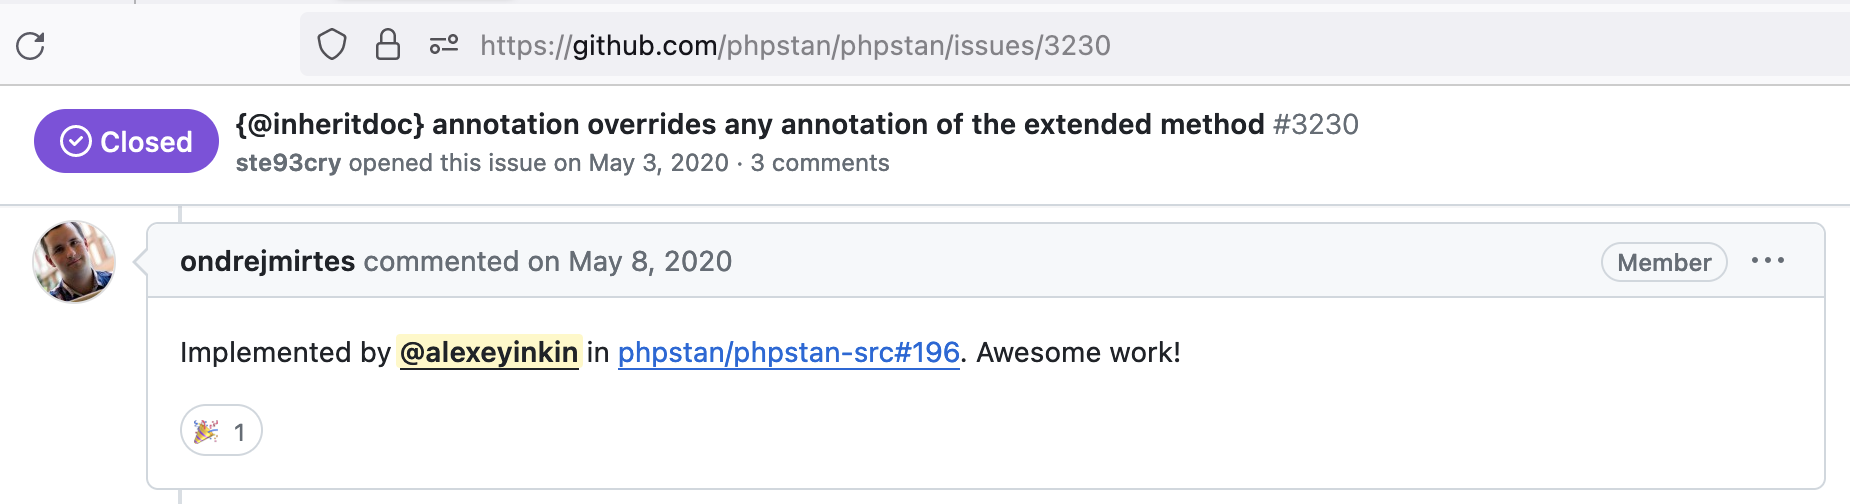 https://github.com/phpstan/phpstan/issues/3230
Closed
{@inheritdoc} annotation overrides any annotation of the extended method #3230
ste93cry opened this issue on May 3, 2020 · 3 comments
ondrejmirtes commented on May 8, 2020
Member
Implemented by @alexeyinkin in phpstan/phpstan-src#196. Awesome work!
1